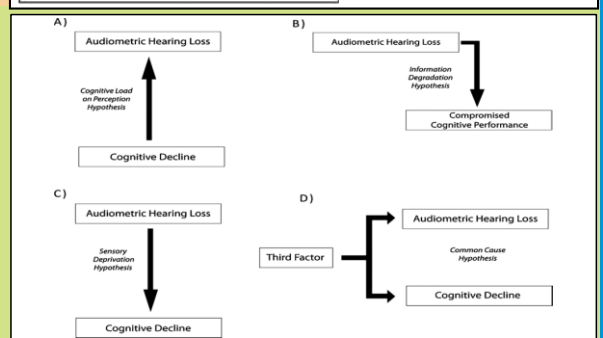 A)
Audiometric Hearing Loss
Cognitive Load
on Perception
Hypothesis
Cognitive Decline
B)
Audiometric Hearing Loss
Information
Degradation
Hypothesis
Compromised
Cognitive Performance
C)
Audiometric Hearing Loss
Sensory
Deprivation
Hypothesis
Cognitive Decline
D)
Third Factor
Audiometric Hearing Loss
Common Cause
Hypothesis
Cognitive Decline